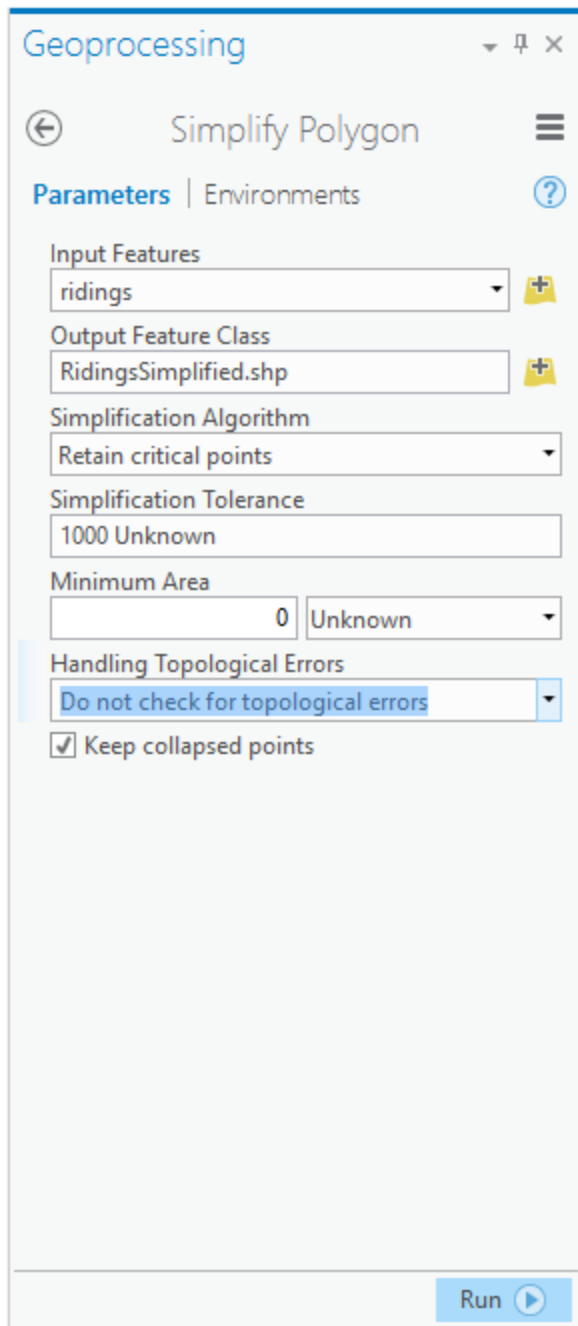 Geoprocessing
Simplify Polygon
Parameters | Environments
Input Features
ridings
Output Feature Class
RidingsSimplified.shp
Simplification Algorithm
Retain critical points
Simplification Tolerance
1000 Unknown
Minimum Area
0 Unknown
Handling Topological Errors
Do not check for topological errors
Keep collapsed points
Run